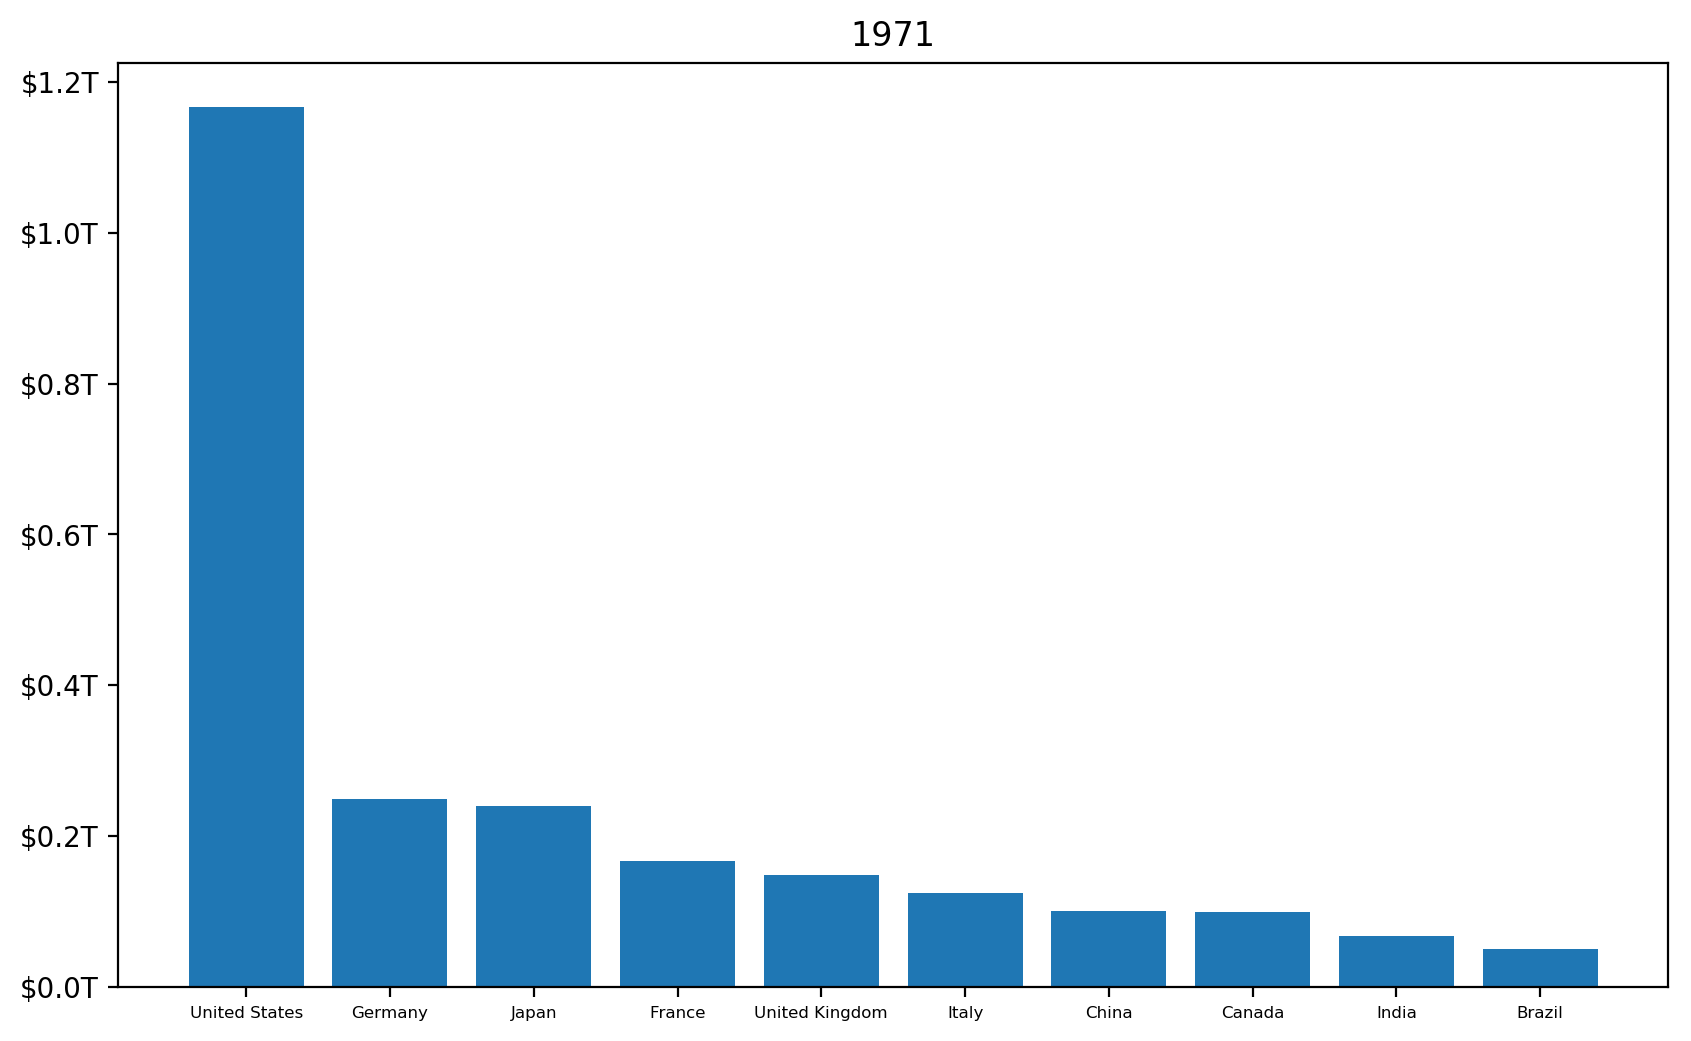 1971
$1.2T
$1.0T
$0.8T
$0.6T
$0.4T
$0.2T
$0.0T
United States Germany Japan France United Kingdom Italy China Canada India Brazil